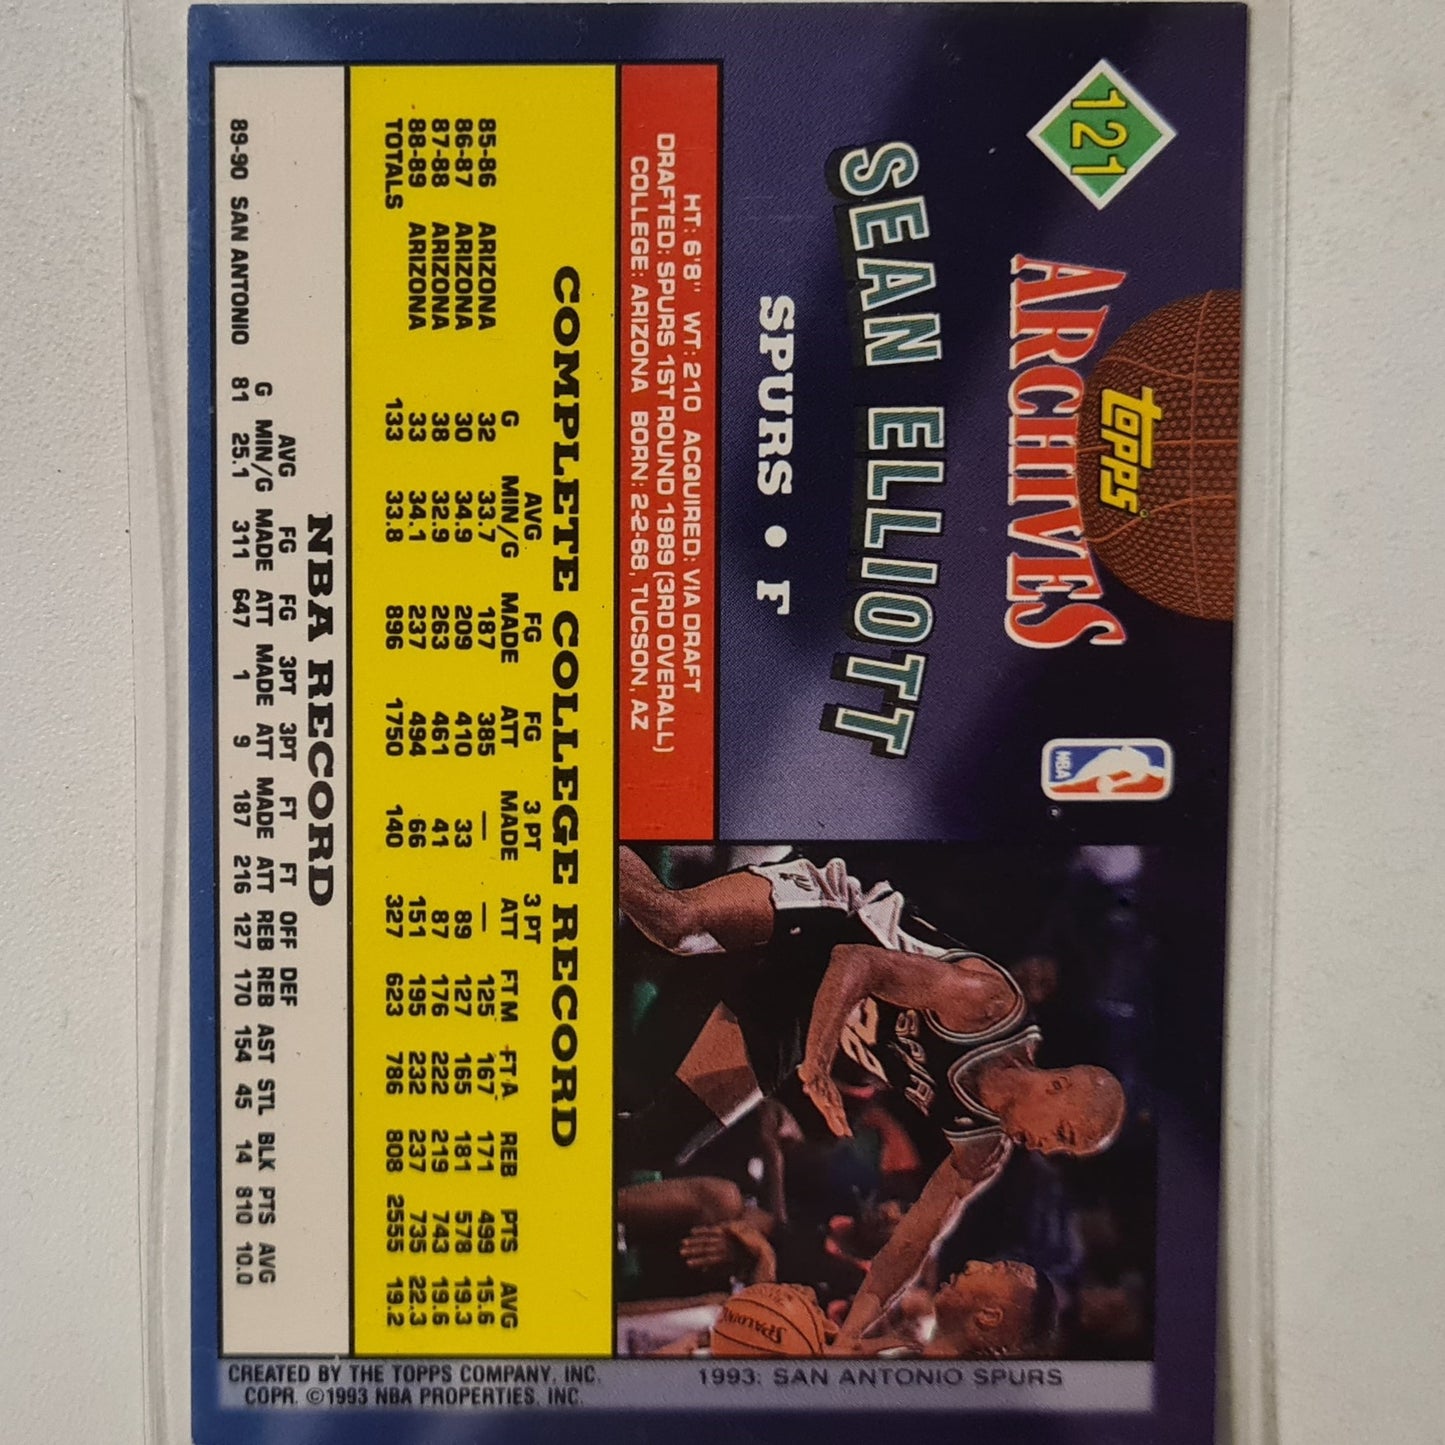 121
TOPPS
ARCHIVES
NBA
SEAN ELLIOTT
SPURS • F
HT: 6'8" WT: 210 ACQUIRED: VIA DRAFT
DRAFTED: SPURS 1ST ROUND 1989 (3RD OVERALL)
COLLEGE: ARIZONA BORN: 2-2-68, TUCSON, AZ
SPURS
SPALDING
COMPLETE COLLEGE RECORD
AVG FG FG 3 PT 3 PT
G MIN/G MADE ATT MADE ATT FTM FTA REB PTS AVG
85-86 ARIZONA 32 33.7 187 385 — — 125 167 171 499 15.6
86-87 ARIZONA 30 34.9 209 410 33 89 127 165 181 578 19.3
87-88 ARIZONA 38 32.9 263 461 41 87 176 222 219 743 19.6
88-89 ARIZONA 33 34.1 237 494 66 151 195 232 237 735 22.3
TOTALS 133 33.8 896 1750 140 327 623 786 808 2555 19.2
NBA RECORD
AVG FG FG 3PT 3PT FT FT OFF DEF
G MIN/G MADE ATT MADE ATT MADE ATT REB REB AST STL BLK PTS AVG
89-90 SAN ANTONIO 81 25.1 311 647 1 9 187 216 127 170 154 45 14 810 10.0
1993: SAN ANTONIO SPURS
CREATED BY THE TOPPS COMPANY, INC.
COPR. ©1993 NBA PROPERTIES, INC.